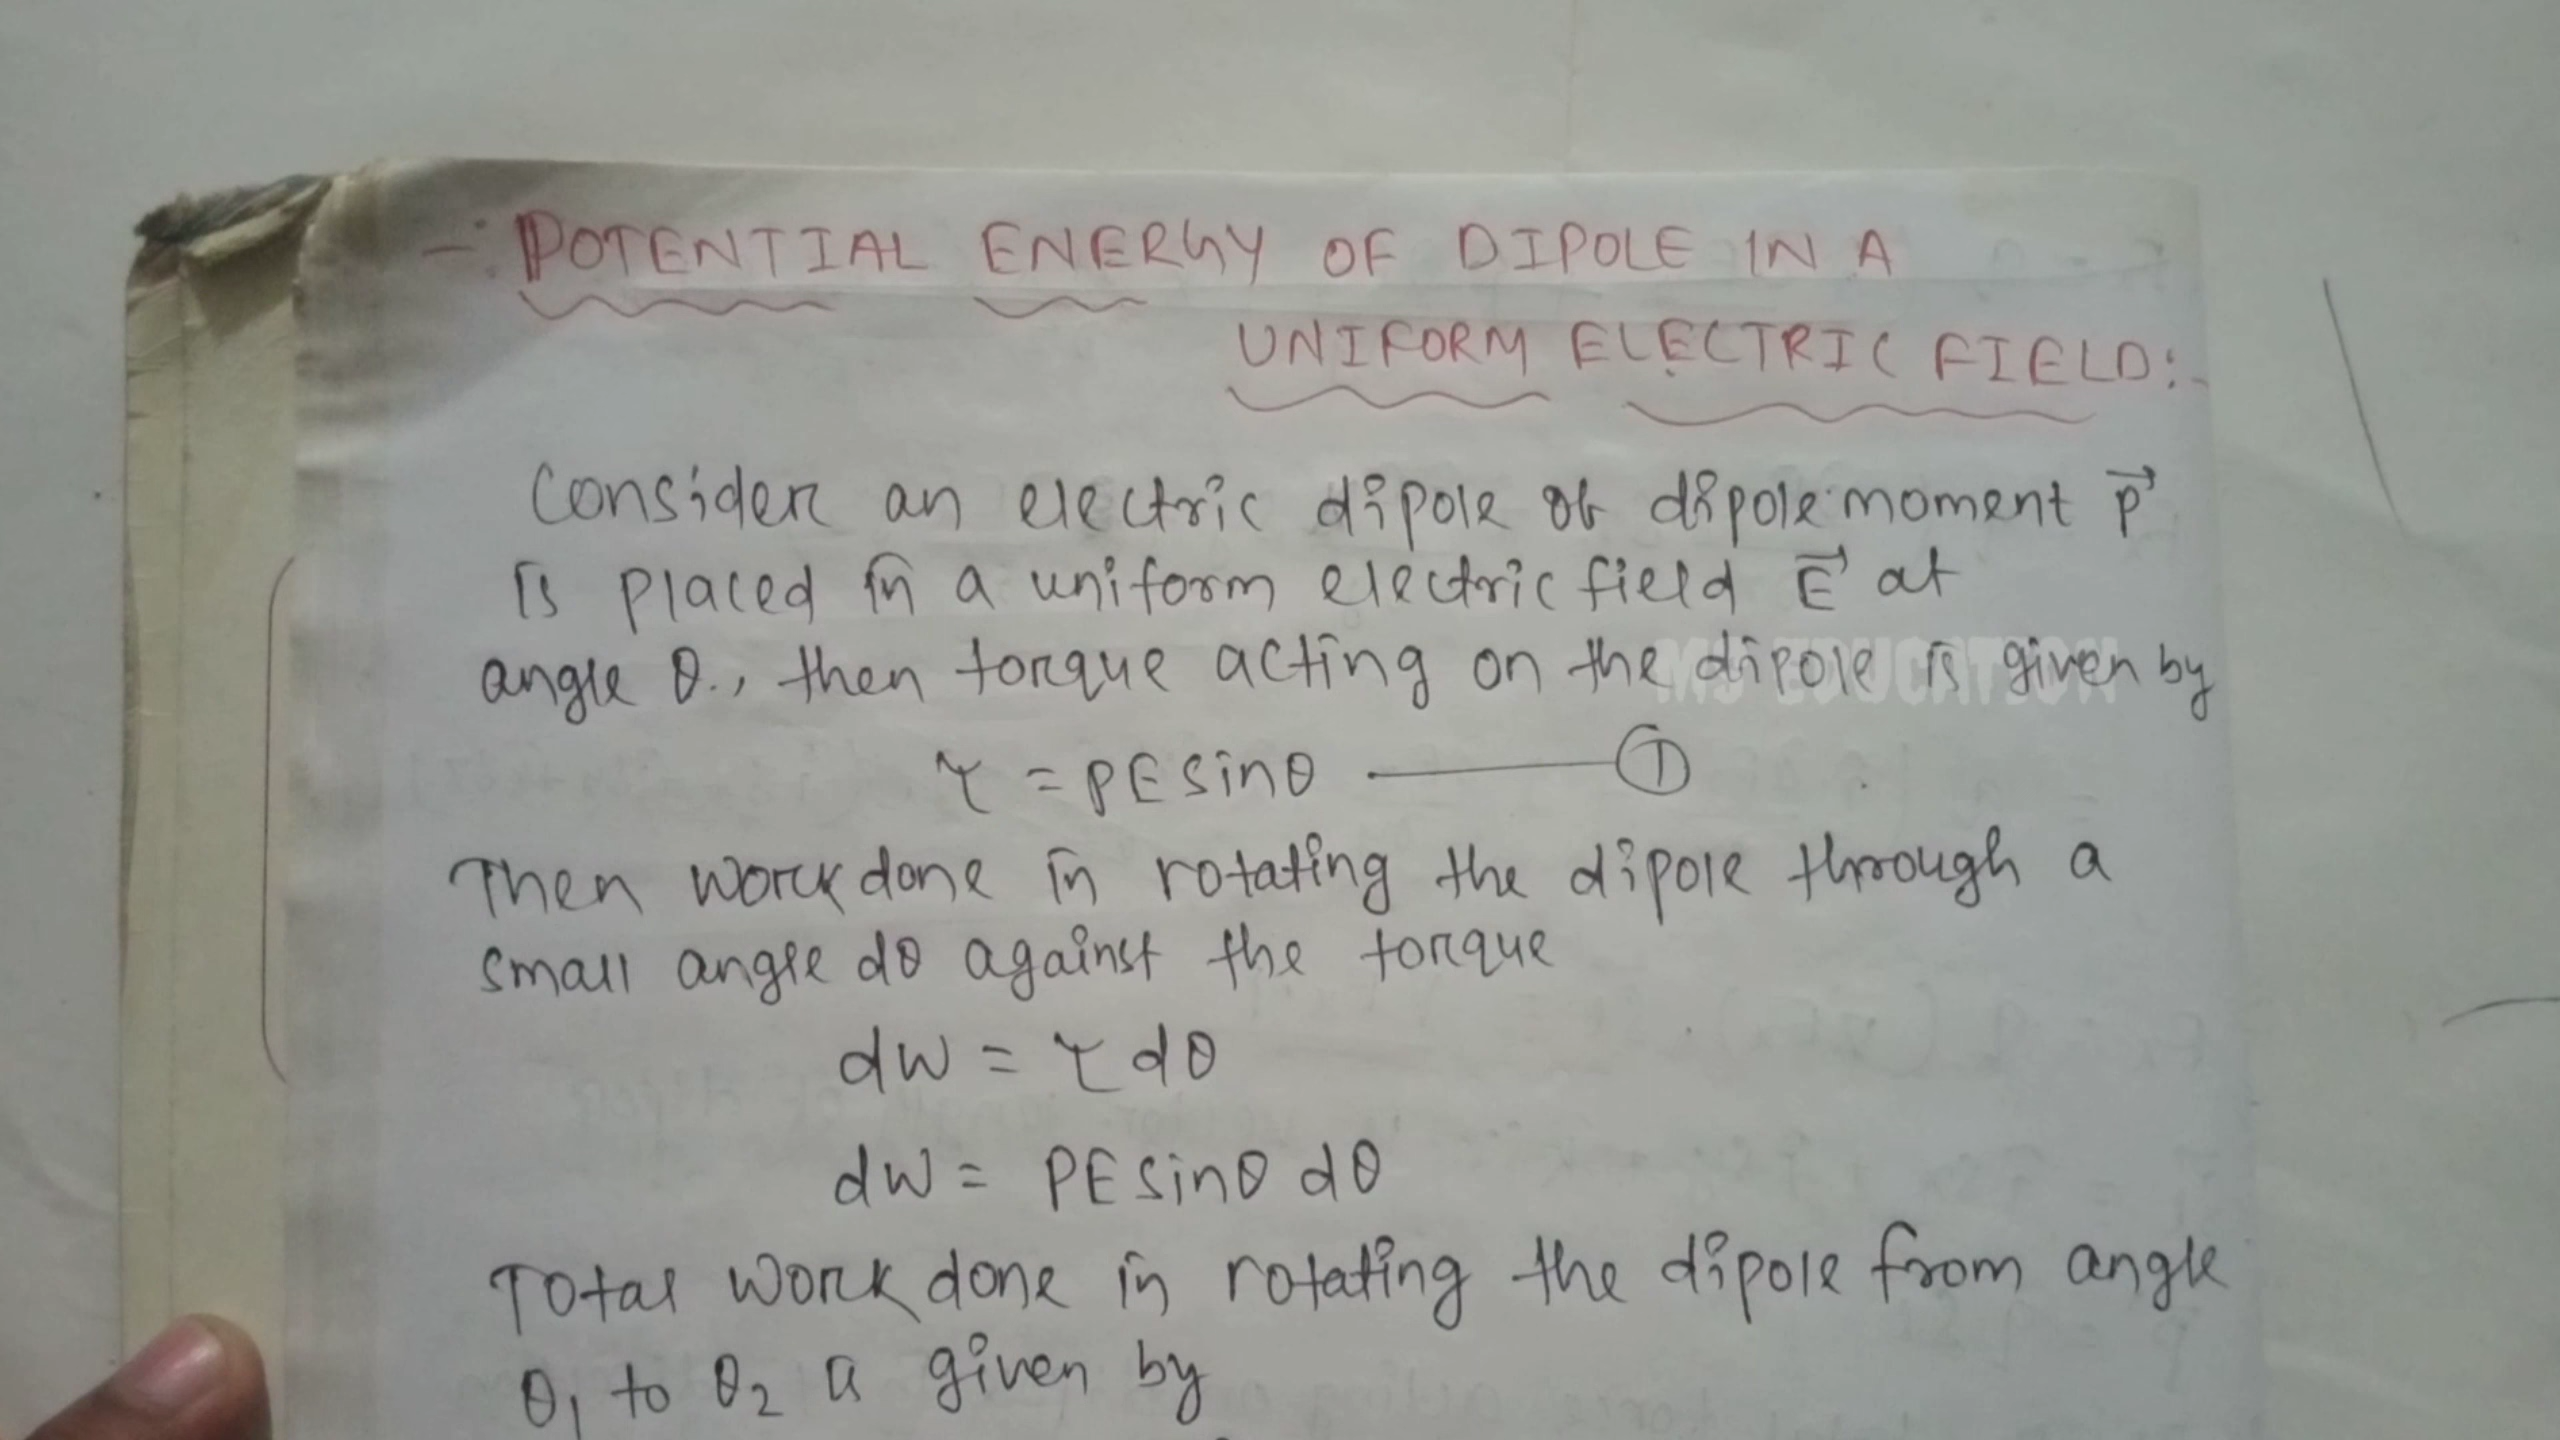 -: POTENTIAL ENERGY OF DIPOLE IN A
UNIFORM ELECTRIC FIELD:-
Consider an electric dipole of dipole moment P⃗
is placed in a uniform electric field E⃗ at
angle θ., then torque acting on the dipole is given by
MJ EDUCATION
τ = PE sinθ —— ①
Then work done in rotating the dipole through a
small angle dθ against the torque
dw = τ dθ
dw = PE sinθ dθ
Total work done in rotating the dipole from angle
θ₁ to θ₂ a given by